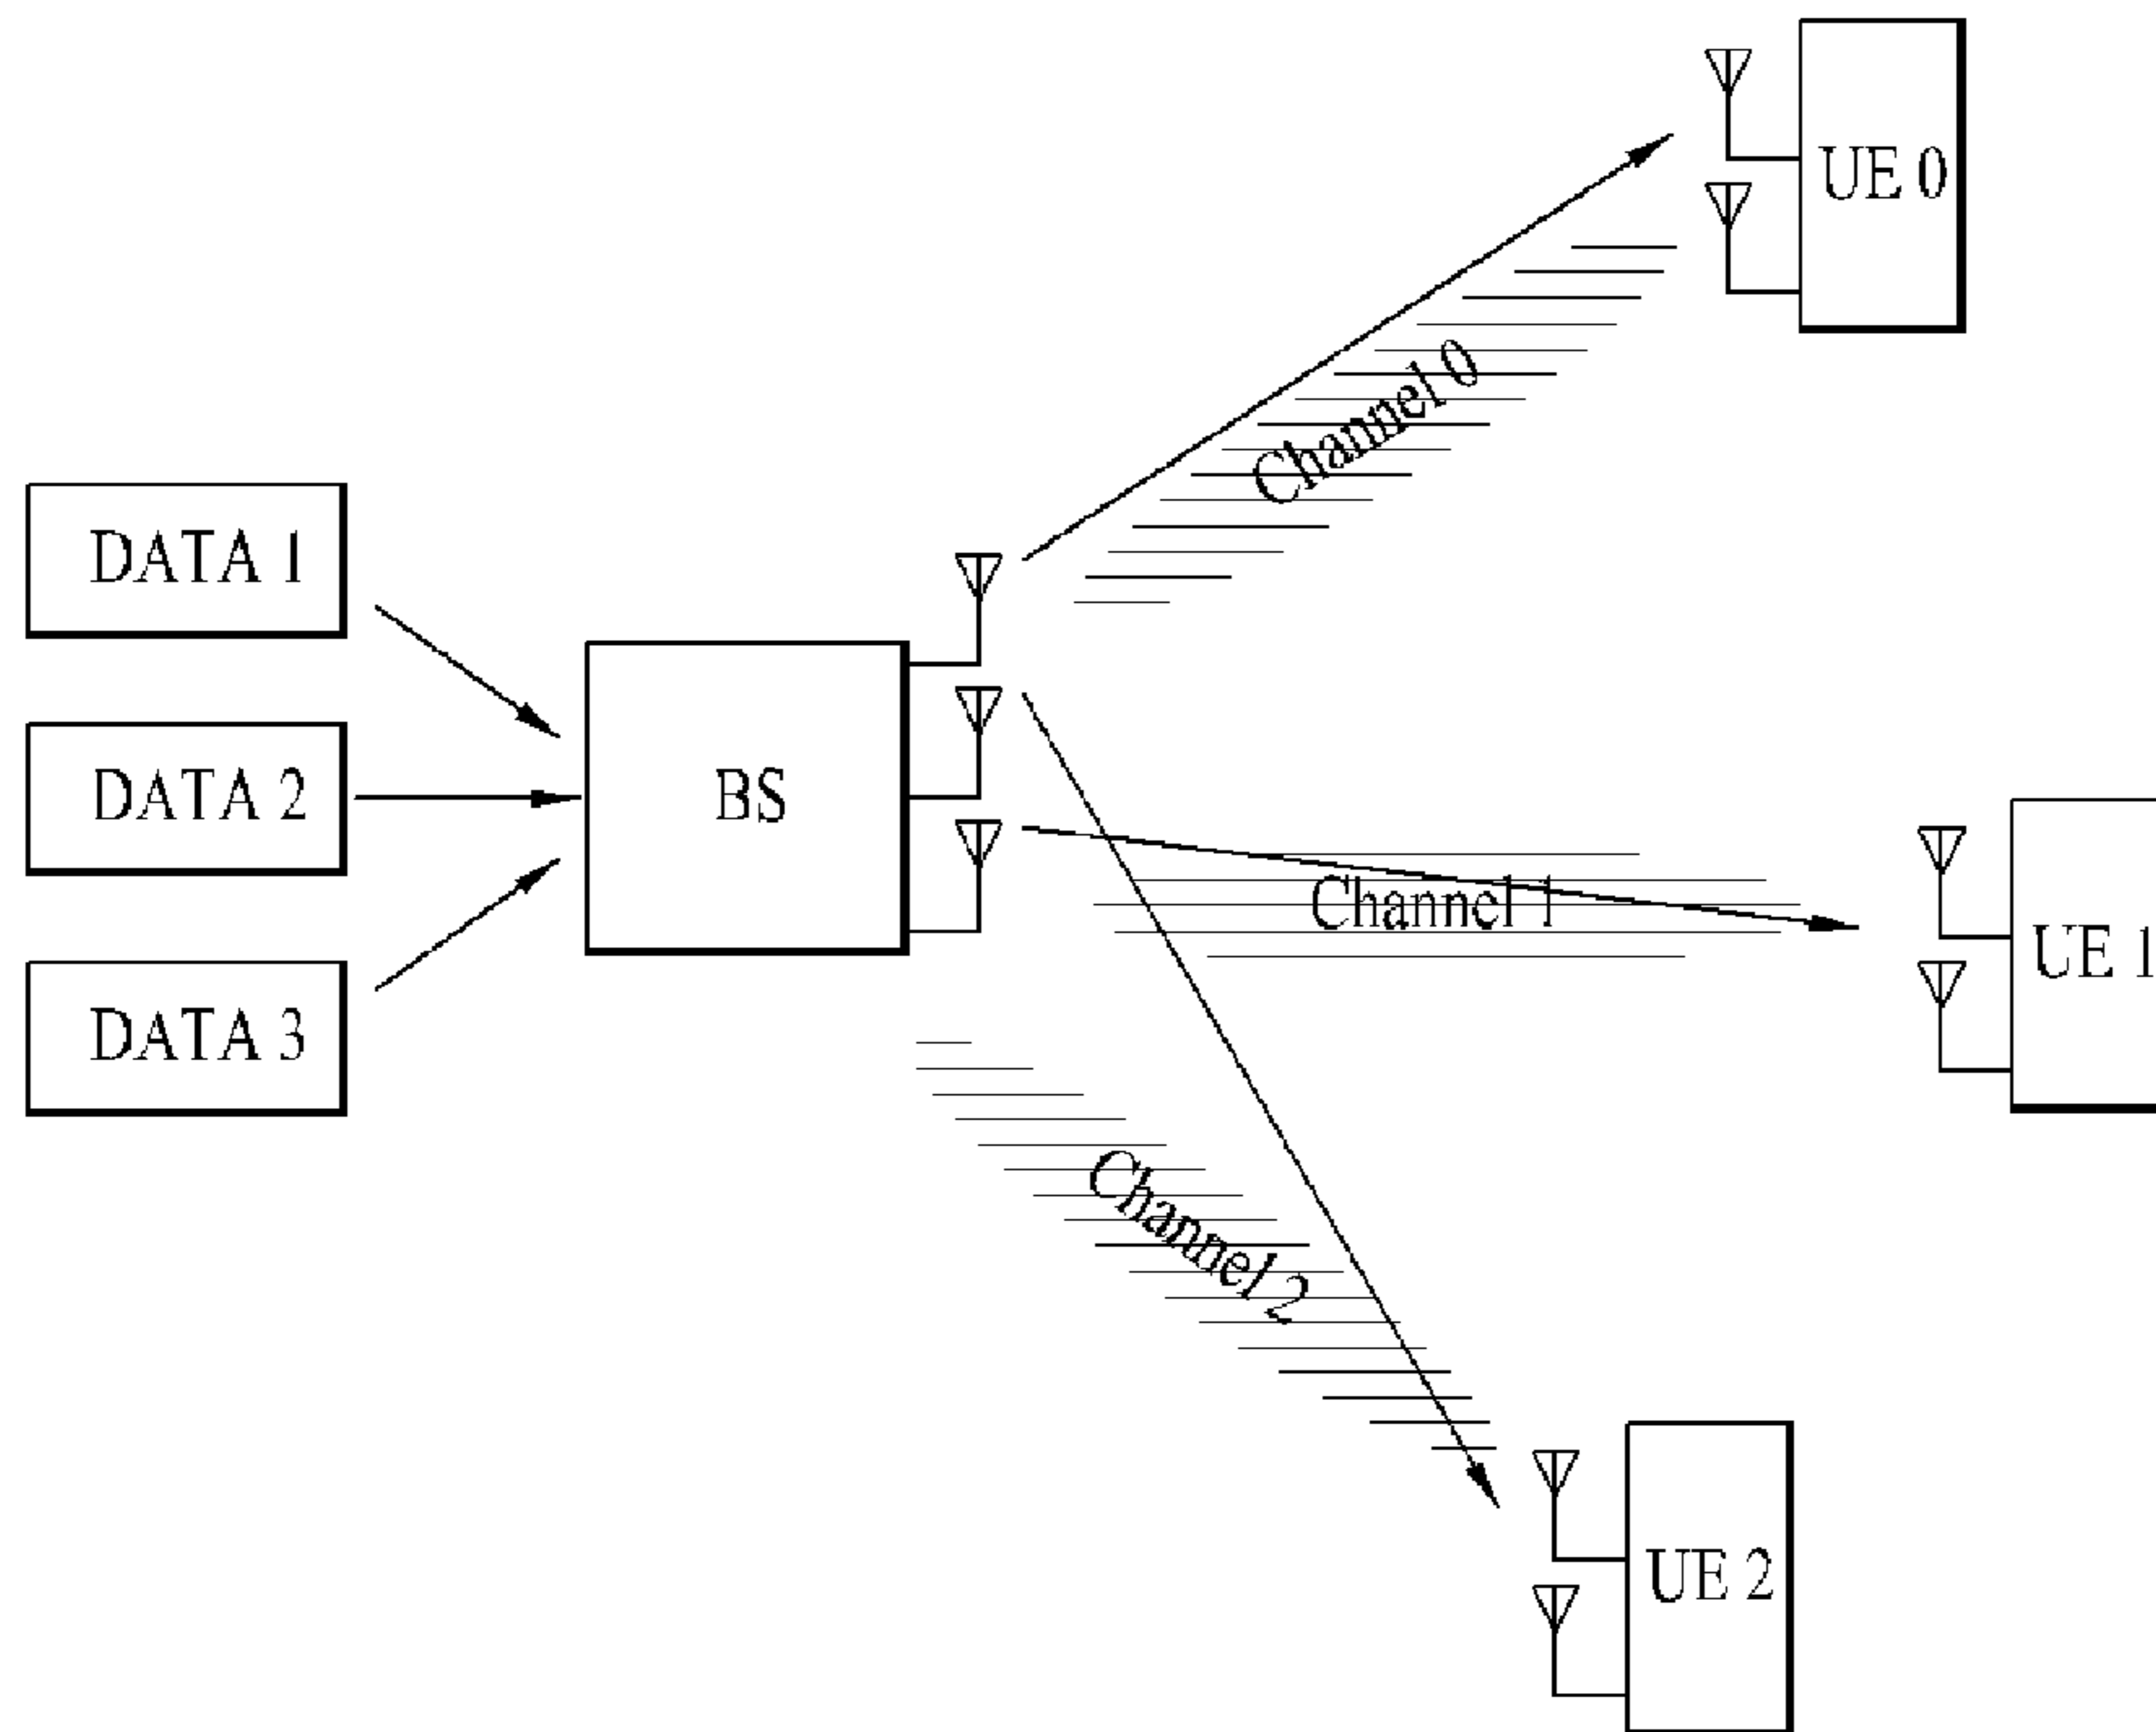 UE 0
Channel 0
DATA 1
DATA 2
BS
Channel 1
UE 1
DATA 3
Channel 2
UE 2